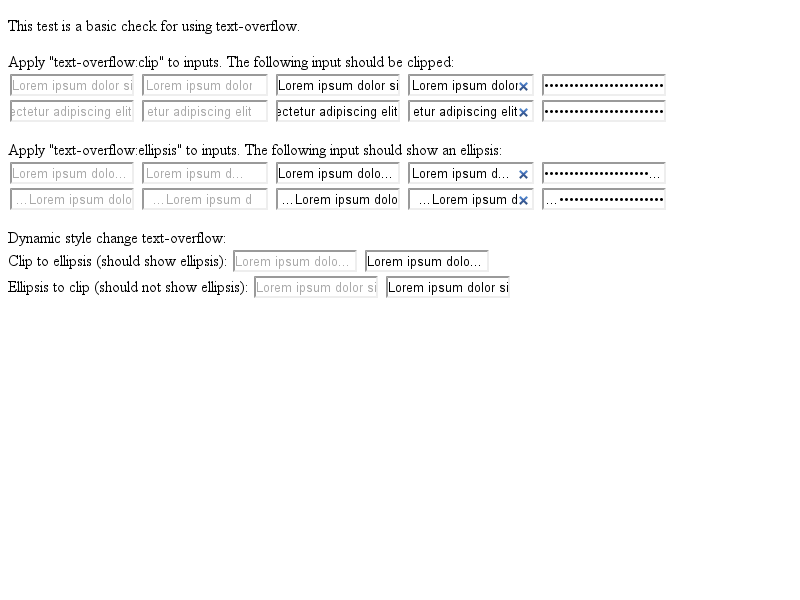 This test is a basic check for using text-overflow.
Apply "text-overflow:clip" to inputs. The following input should be clipped:
Lorem ipsum dolor si Lorem ipsum dolor Lorem ipsum dolor si Lorem ipsum dolor × ••••••••••••••••••••••••
ectetur adipiscing elit etur adipiscing elit ectetur adipiscing elit etur adipiscing elit × ••••••••••••••••••••••••
Apply "text-overflow:ellipsis" to inputs. The following input should show an ellipsis:
Lorem ipsum dolo... Lorem ipsum d... Lorem ipsum dolo... Lorem ipsum d... × •••••••••••••••••••••...
...Lorem ipsum dolo ...Lorem ipsum d ...Lorem ipsum dolo ...Lorem ipsum d × ...•••••••••••••••••••••
Dynamic style change text-overflow:
Clip to ellipsis (should show ellipsis): Lorem ipsum dolo... Lorem ipsum dolo...
Ellipsis to clip (should not show ellipsis): Lorem ipsum dolor si Lorem ipsum dolor si